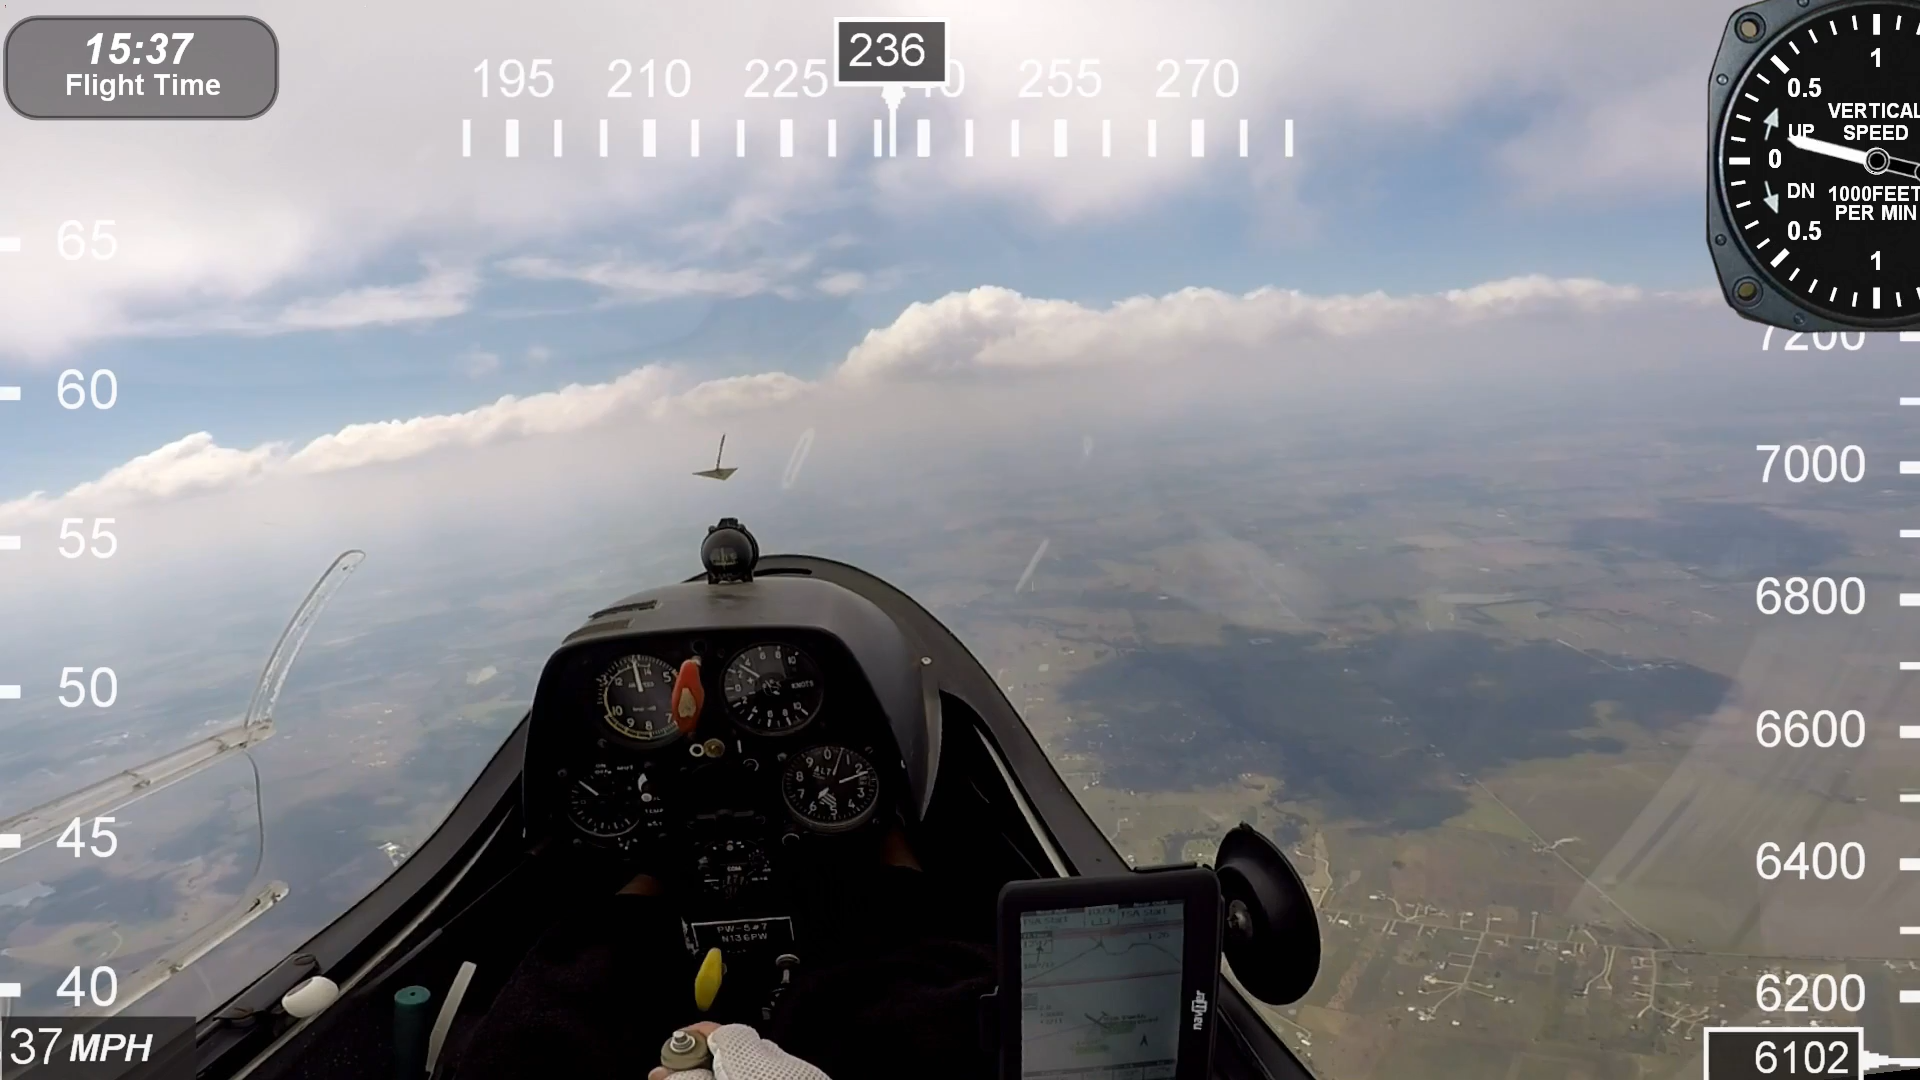 15:37
Flight Time
236
195 210 225 255 270
1
0.5
VERTICAL
UP SPEED
0
DN 1000FEET
PER MIN
0.5
1
65
60
55
50
45
40
37 MPH
7200
7000
6800
6600
6400
6200
6102
KNOTS
ALT
PW-5
N136PW
naviter